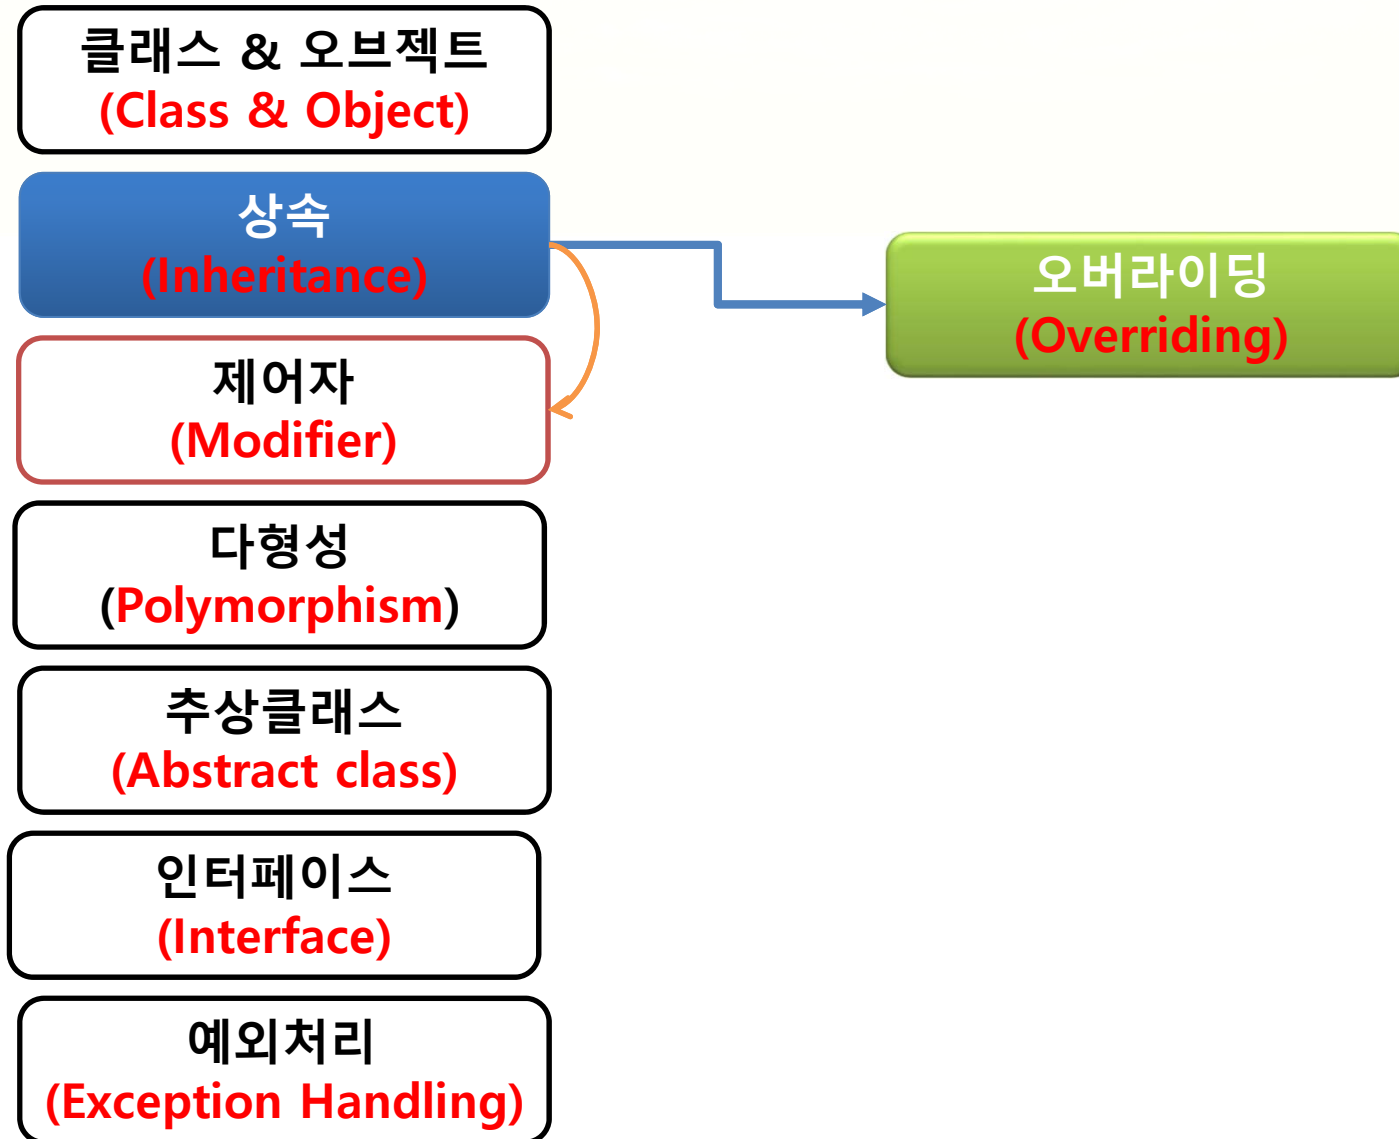 클래스 & 오브젝트
(Class & Object)
상속
(Inheritance)
오버라이딩
(Overriding)
제어자
(Modifier)
다형성
(Polymorphism)
추상클래스
(Abstract class)
인터페이스
(Interface)
예외처리
(Exception Handling)